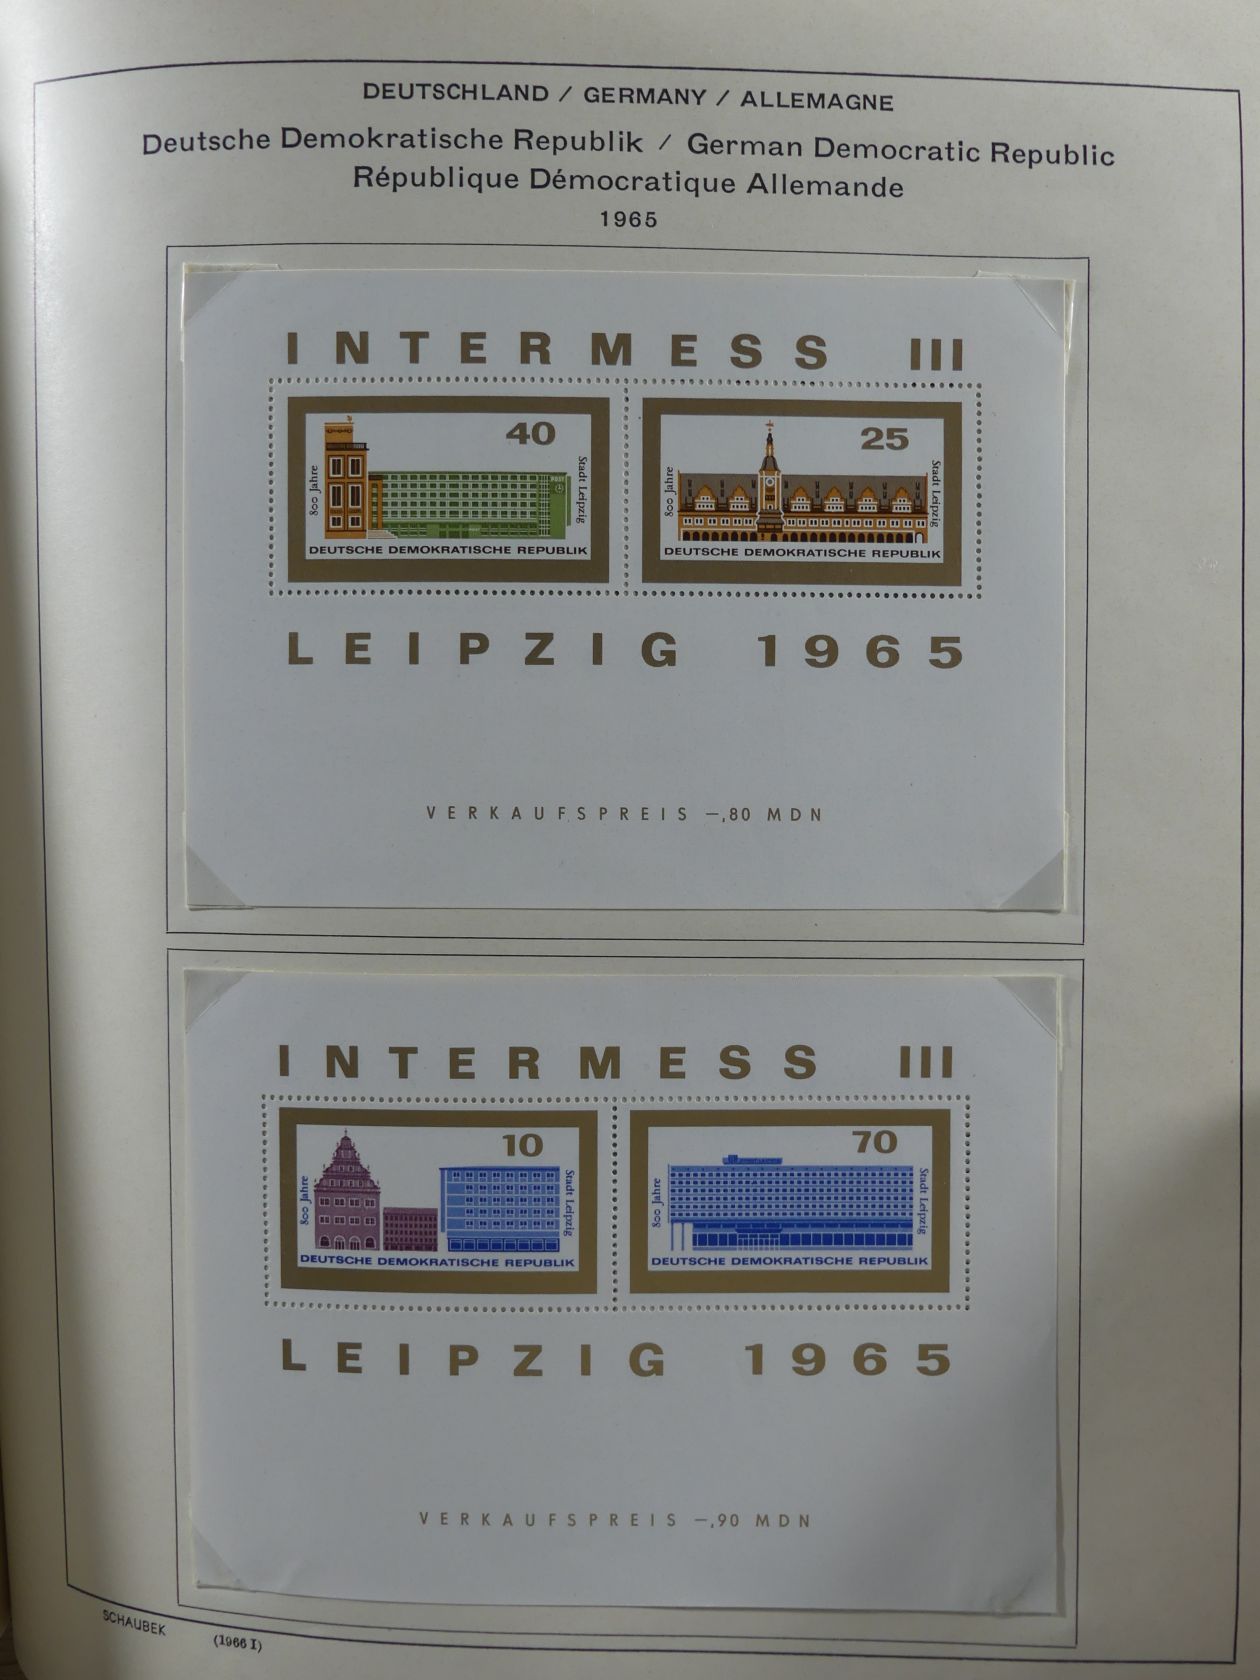 DEUTSCHLAND / GERMANY / ALLEMAGNE
Deutsche Demokratische Republik / German Democratic Republic
République Démocratique Allemande
1965
INTERMESS III
40
800 Jahre
Stadt Leipzig
POST
DEUTSCHE DEMOKRATISCHE REPUBLIK
25
800 Jahre
Stadt Leipzig
DEUTSCHE DEMOKRATISCHE REPUBLIK
LEIPZIG 1965
VERKAUFSPREIS —,80 MDN
INTERMESS III
10
800 Jahre
Stadt Leipzig
DEUTSCHE DEMOKRATISCHE REPUBLIK
70
800 Jahre
Stadt Leipzig
DEUTSCHE DEMOKRATISCHE REPUBLIK
LEIPZIG 1965
VERKAUFSPREIS —,90 MDN
SCHAUBEK (1966 I)